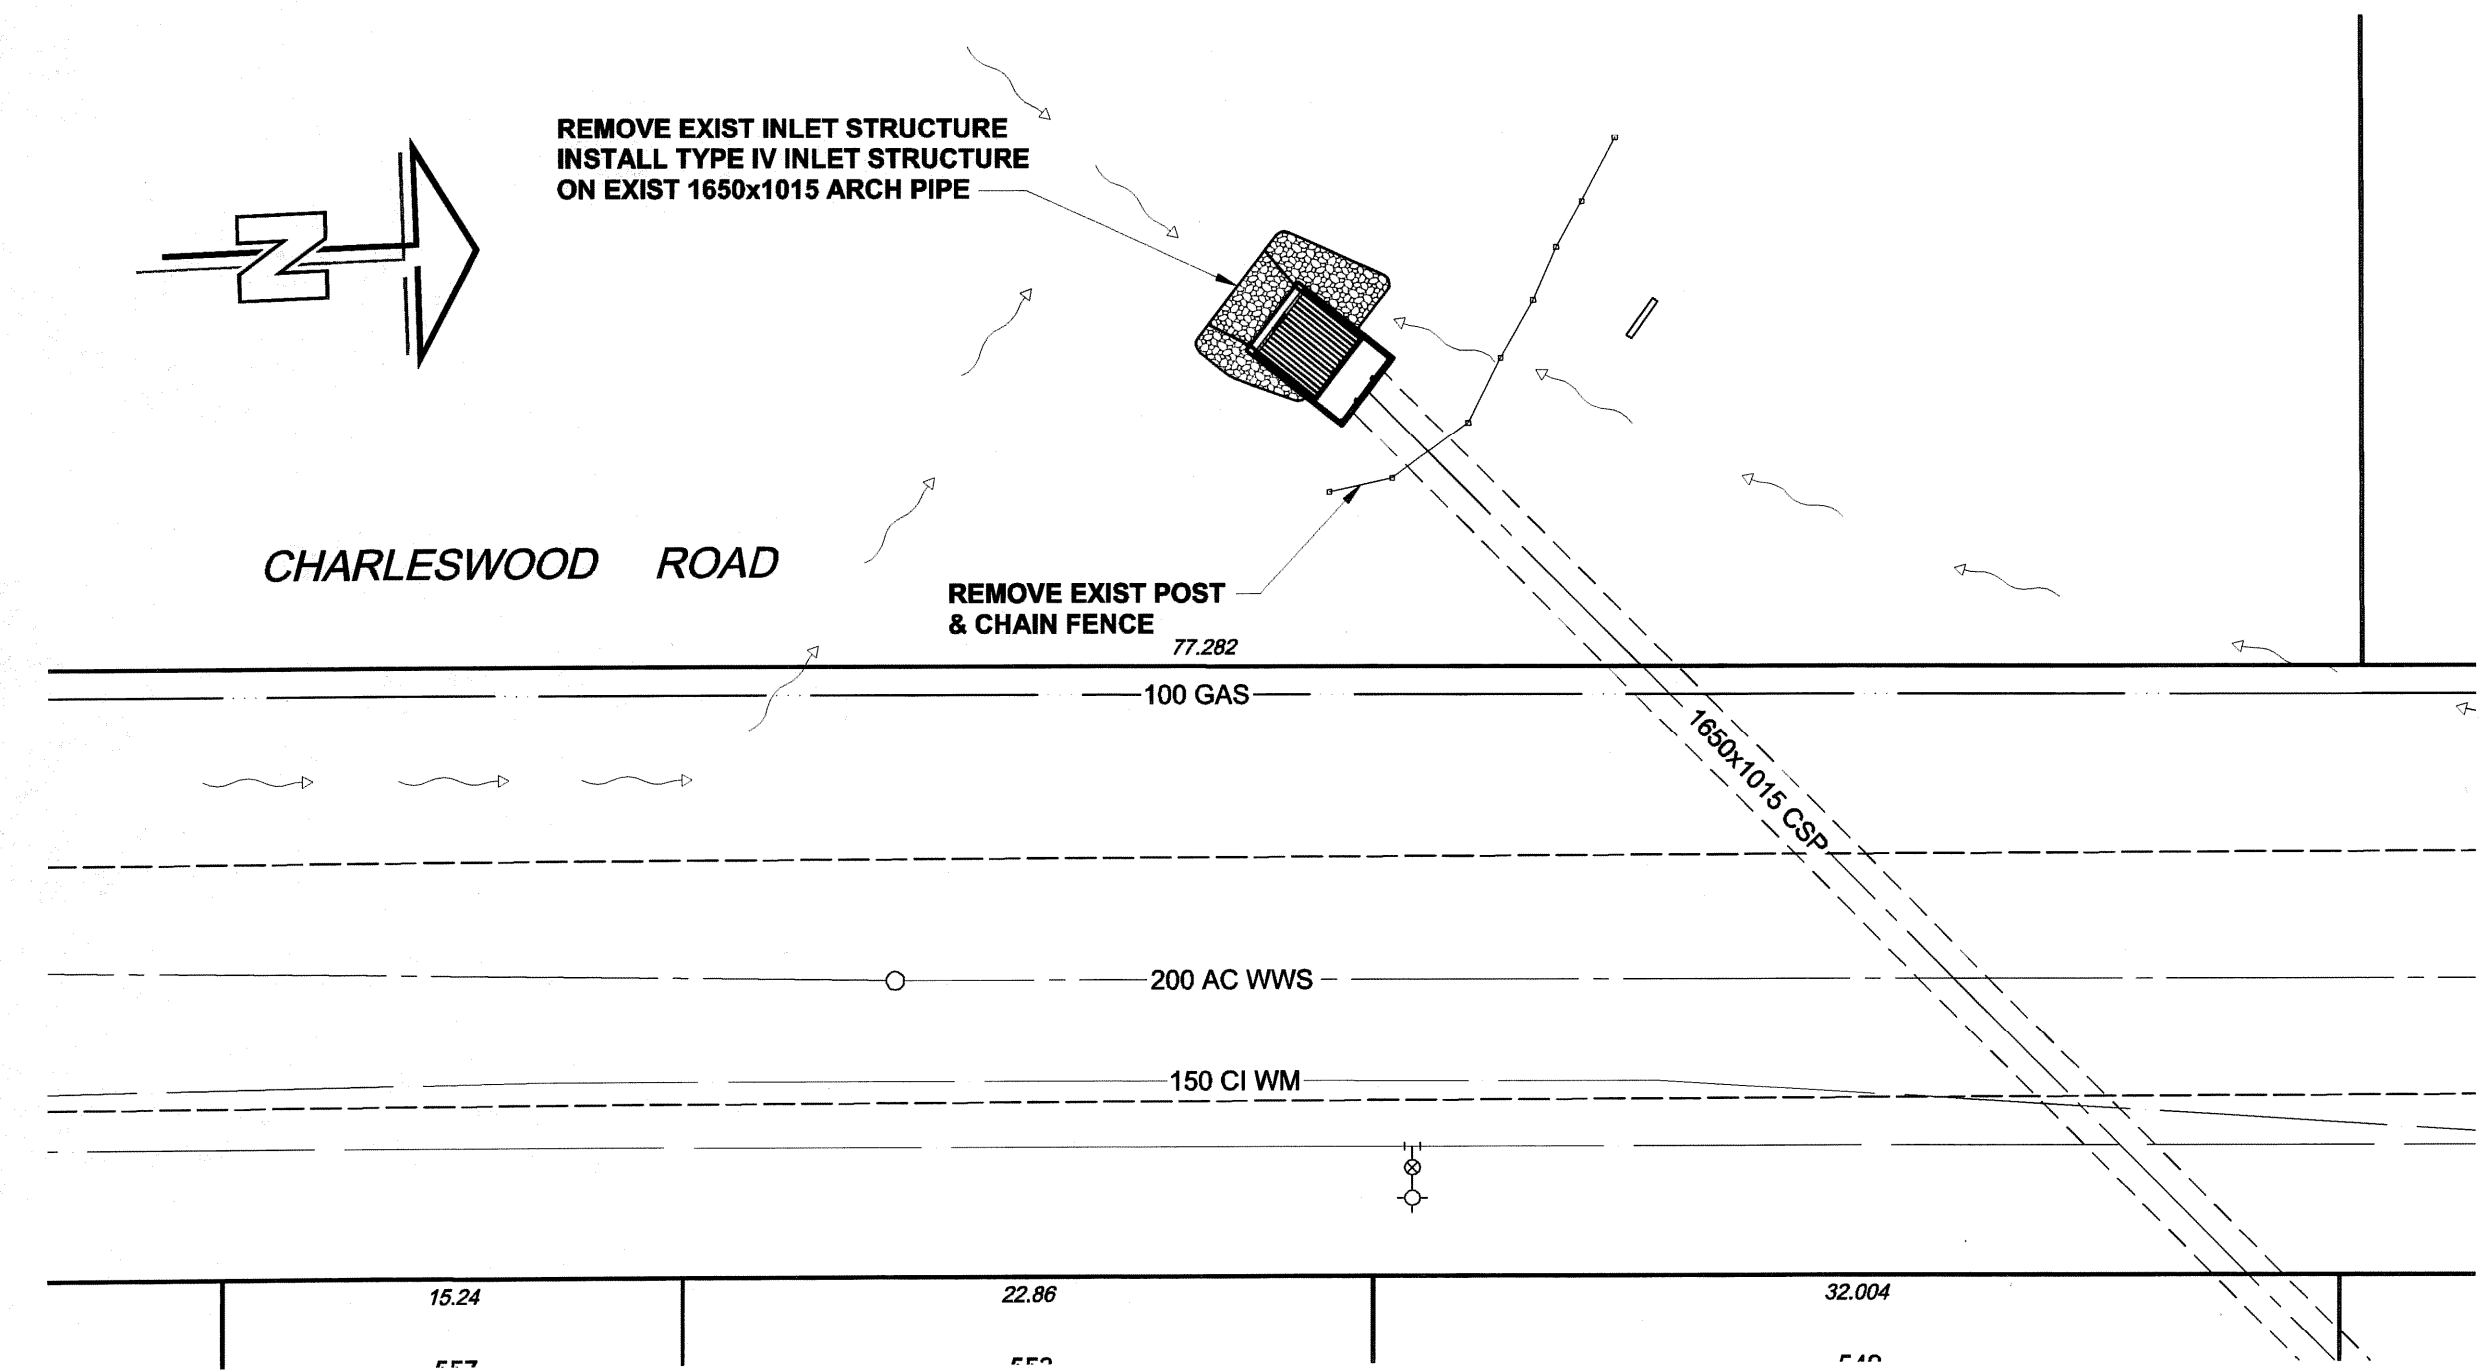 REMOVE EXIST INLET STRUCTURE
INSTALL TYPE IV INLET STRUCTURE
ON EXIST 1650x1015 ARCH PIPE
N
CHARLESWOOD ROAD
REMOVE EXIST POST
& CHAIN FENCE
77.282
100 GAS
1650x1015 CSP
200 AC WWS
150 CI WM
15.24
22.86
32.004